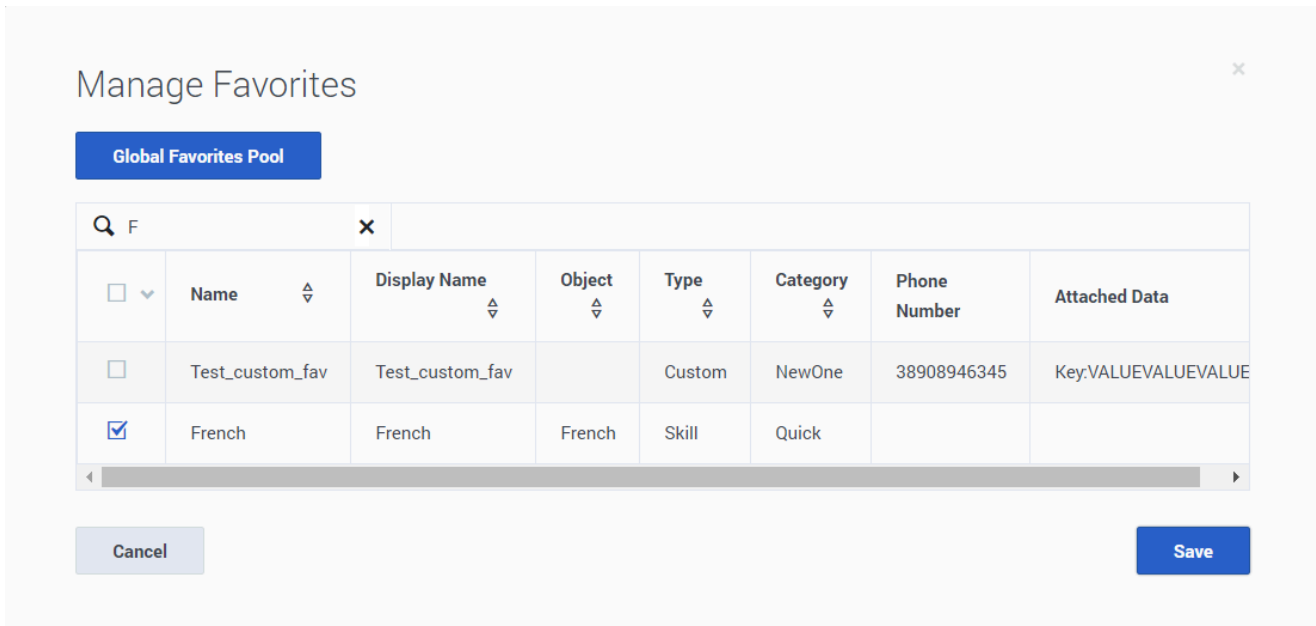 Manage Favorites
Global Favorites Pool
F
Name
Display Name
Object
Type
Category
Phone
Number
Attached Data
Test_custom_fav Test_custom_fav Custom NewOne 38908946345 Key:VALUEVALUEVALUE
French French French Skill Quick
Cancel Save